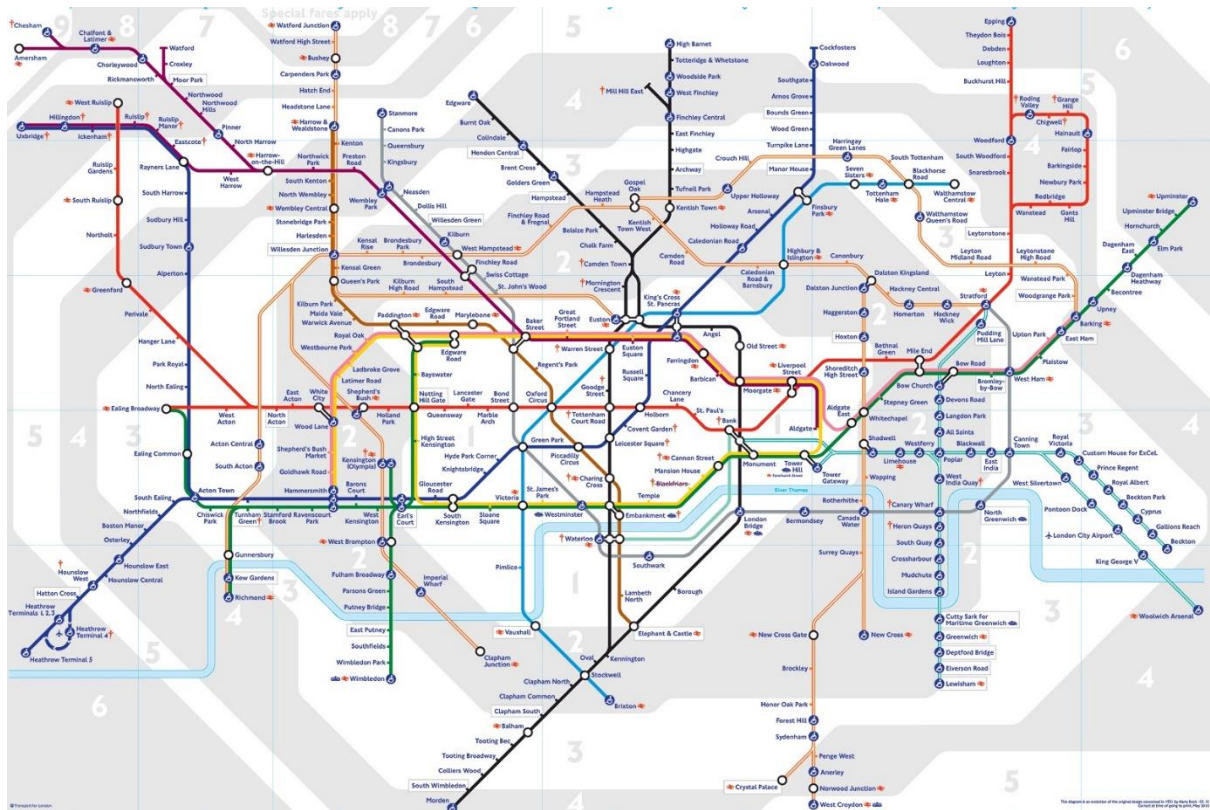 Special fares apply
Chesham
Chalfont &
Latimer
Amersham
Chorleywood
Rickmansworth
Watford
Croxley
Moor Park
Northwood
Northwood
Hills
Pinner
North Harrow
Harrow-
on-the-Hill
West Ruislip
Hillingdon
Ruislip
Ruislip
Manor
Uxbridge
Ickenham
Eastcote
Rayners Lane
West
Harrow
Ruislip
Gardens
South Ruislip
Northolt
Greenford
Perivale
Hanger Lane
South Harrow
Sudbury Hill
Sudbury Town
Alperton
Park Royal
North Ealing
Ealing Broadway
Ealing Common
West
Acton
North
Acton
East
Acton
White
City
Watford Junction
Watford High Street
Bushey
Carpenders Park
Hatch End
Headstone Lane
Harrow &
Wealdstone
Kenton
Northwick
Park
Preston
Road
South Kenton
North Wembley
Wembley Central
Stonebridge Park
Harlesden
Willesden Junction
Kensal Green
Queen's Park
Kilburn Park
Maida Vale
Warwick Avenue
Royal Oak
Westbourne Park
Ladbroke Grove
Latimer Road
Stanmore
Canons Park
Queensbury
Kingsbury
Wembley
Park
Neasden
Dollis Hill
Willesden Green
Kilburn
West Hampstead
Finchley Road
Swiss Cottage
St. John's Wood
Kensal
Rise
Brondesbury
Park
Brondesbury
Kilburn
High Road
South
Hampstead
Edgware
Burnt Oak
Colindale
Hendon Central
Brent Cross
Golders Green
Hampstead
Belsize Park
Chalk Farm
Camden Town
Mornington
Crescent
Euston
Finchley Road
& Frognal
Hampstead
Heath
Gospel
Oak
Kentish
Town West
High Barnet
Totteridge & Whetstone
Woodside Park
Mill Hill East
West Finchley
Finchley Central
East Finchley
Highgate
Archway
Tufnell Park
Kentish Town
Camden
Road
Crouch Hill
Upper Holloway
Cockfosters
Oakwood
Southgate
Arnos Grove
Bounds Green
Wood Green
Turnpike Lane
Manor House
Finsbury
Park
Arsenal
Holloway Road
Caledonian Road
Caledonian
Road &
Barnsbury
Highbury &
Islington
Canonbury
Harringay
Green Lanes
South Tottenham
Seven
Sisters
Tottenham
Hale
Blackhorse
Road
Walthamstow
Central
Walthamstow
Queen's Road
Leyton
Midland Road
Leytonstone
High Road
Wanstead Park
Woodgrange Park
Dalston Junction
Dalston
Kingsland
Hackney Central
Homerton
Hackney
Wick
Haggerston
Hoxton
Shoreditch
High Street
Epping
Theydon Bois
Debden
Loughton
Buckhurst Hill
Roding
Valley
Grange
Hill
Chigwell
Hainault
Woodford
South Woodford
Snaresbrook
Fairlop
Barkingside
Newbury Park
Redbridge
Wanstead
Gants
Hill
Leytonstone
Leyton
Stratford
Pudding
Mill Lane
Upminster
Upminster Bridge
Hornchurch
Elm Park
Dagenham
East
Dagenham
Heathway
Becontree
Upney
Barking
East Ham
Upton Park
Plaistow
West Ham
Bromley-
by-Bow
Bow Road
Bow Church
Mile End
Bethnal
Green
Stepney Green
Whitechapel
Aldgate
East
Aldgate
Paddington
Edgware
Road
Marylebone
Baker
Street
Great
Portland
Street
Edgware
Road
Bayswater
Regent's Park
Warren Street
Euston
Square
King's Cross
St. Pancras
Russell
Square
Goodge
Street
Angel
Old Street
Farringdon
Barbican
Moorgate
Liverpool
Street
Shepherd's
Bush
Holland
Park
Notting
Hill Gate
Queensway
Lancaster
Gate
Marble
Arch
Bond
Street
Oxford
Circus
Tottenham
Court Road
Holborn
Chancery
Lane
St. Paul's
Bank
Covent Garden
Leicester Square
Wood Lane
Shepherd's Bush
Market
Goldhawk Road
Hammersmith
Kensington
(Olympia)
Barons
Court
High Street
Kensington
Gloucester
Road
Hyde Park Corner
Knightsbridge
Green Park
Piccadilly
Circus
Charing
Cross
Cannon Street
Mansion House
Blackfriars
Temple
Monument
Tower
Hill
Fenchurch Street
Tower
Gateway
Shadwell
Limehouse
Westferry
Poplar
Blackwall
East
India
Canning
Town
Royal
Victoria
Custom House for ExCeL
Prince Regent
Royal Albert
Beckton Park
Cyprus
Gallions Reach
Beckton
West Silvertown
Pontoon Dock
London City Airport
King George V
Woolwich Arsenal
Devons Road
Langdon Park
All Saints
West
India Quay
Canary Wharf
Heron Quays
South Quay
Crossharbour
Mudchute
Island Gardens
Cutty Sark for
Maritime Greenwich
Greenwich
Deptford Bridge
Elverson Road
Lewisham
North
Greenwich
Wapping
Rotherhithe
Canada
Water
Bermondsey
London
Bridge
Surrey Quays
New Cross Gate
New Cross
Brockley
Honor Oak Park
Forest Hill
Sydenham
Penge West
Anerley
Crystal Palace
Norwood Junction
West Croydon
River Thames
Acton Central
South Acton
Acton Town
South Ealing
Northfields
Boston Manor
Osterley
Hounslow East
Hounslow Central
Hounslow
West
Hatton Cross
Heathrow
Terminals 1, 2, 3
Heathrow
Terminal 4
Heathrow Terminal 5
Chiswick
Park
Turnham
Green
Stamford
Brook
Ravenscourt
Park
West
Kensington
Earl's
Court
South
Kensington
Sloane
Square
Victoria
St. James's
Park
Westminster
Embankment
Waterloo
Southwark
Gunnersbury
Kew Gardens
Richmond
West Brompton
Fulham Broadway
Parsons Green
Putney Bridge
East Putney
Southfields
Wimbledon Park
Wimbledon
Imperial
Wharf
Clapham
Junction
Pimlico
Vauxhall
Lambeth
North
Borough
Elephant & Castle
Kennington
Oval
Stockwell
Brixton
Clapham North
Clapham Common
Clapham South
Balham
Tooting Bec
Tooting Broadway
Colliers Wood
South Wimbledon
Morden
Transport for London